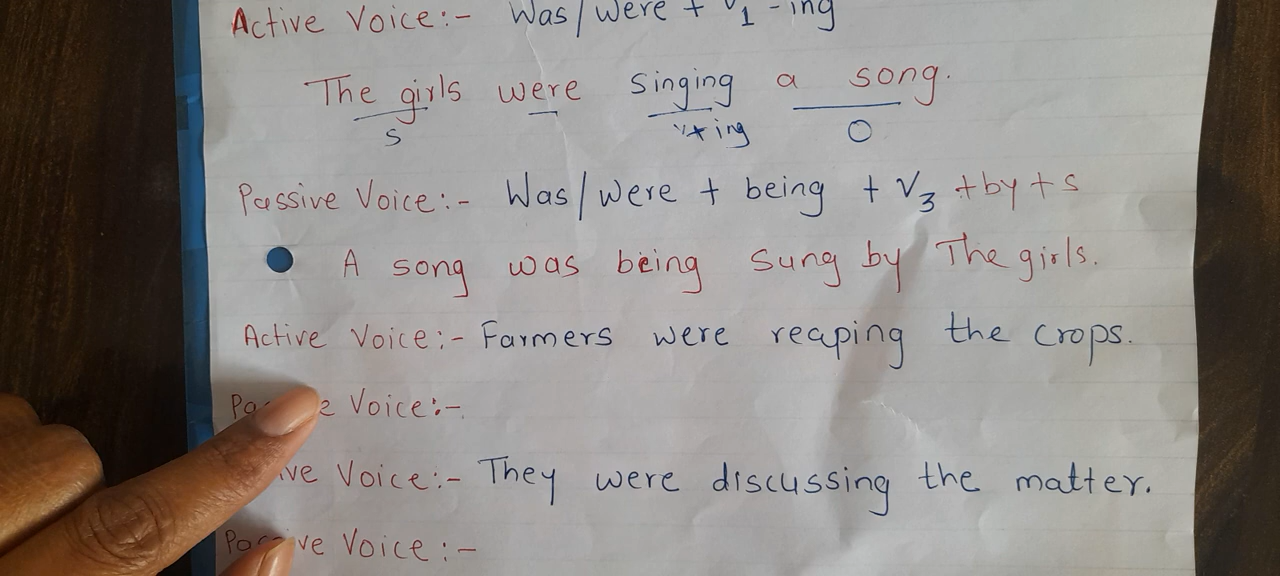 Active Voice:- Was/were + V1 -ing
The girls were singing a song.
S V+ing O
Passive Voice:- Was/were + being + V3 +by+s
A song was being sung by The girls.
Active Voice:- Farmers were reaping the crops.
Voice:-
Voice:- They were discussing the matter.
Voice:-